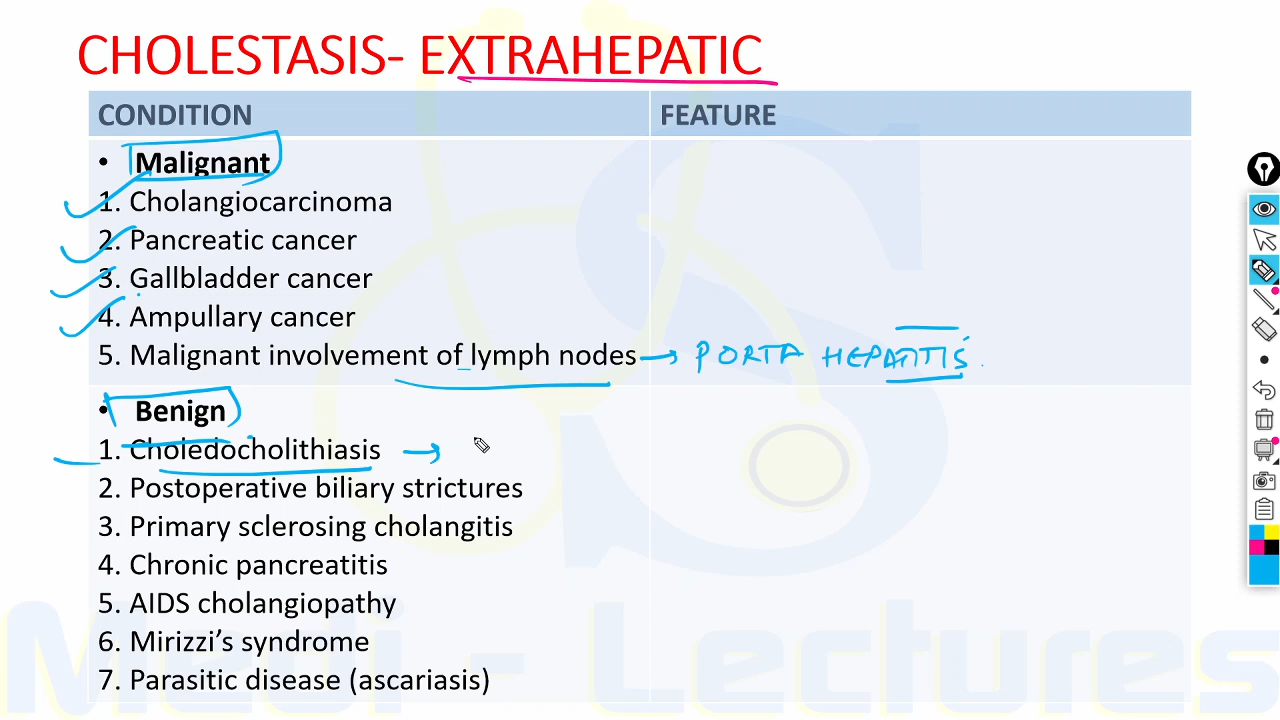 CHOLESTASIS- EXTRAHEPATIC
CONDITION FEATURE
• Malignant
1. Cholangiocarcinoma
2. Pancreatic cancer
3. Gallbladder cancer
4. Ampullary cancer
5. Malignant involvement of lymph nodes → PORTA HEPATITIS.
• Benign
1. Choledocholithiasis →
2. Postoperative biliary strictures
3. Primary sclerosing cholangitis
4. Chronic pancreatitis
5. AIDS cholangiopathy
6. Mirizzi’s syndrome
7. Parasitic disease (ascariasis)
Medi - Lectures